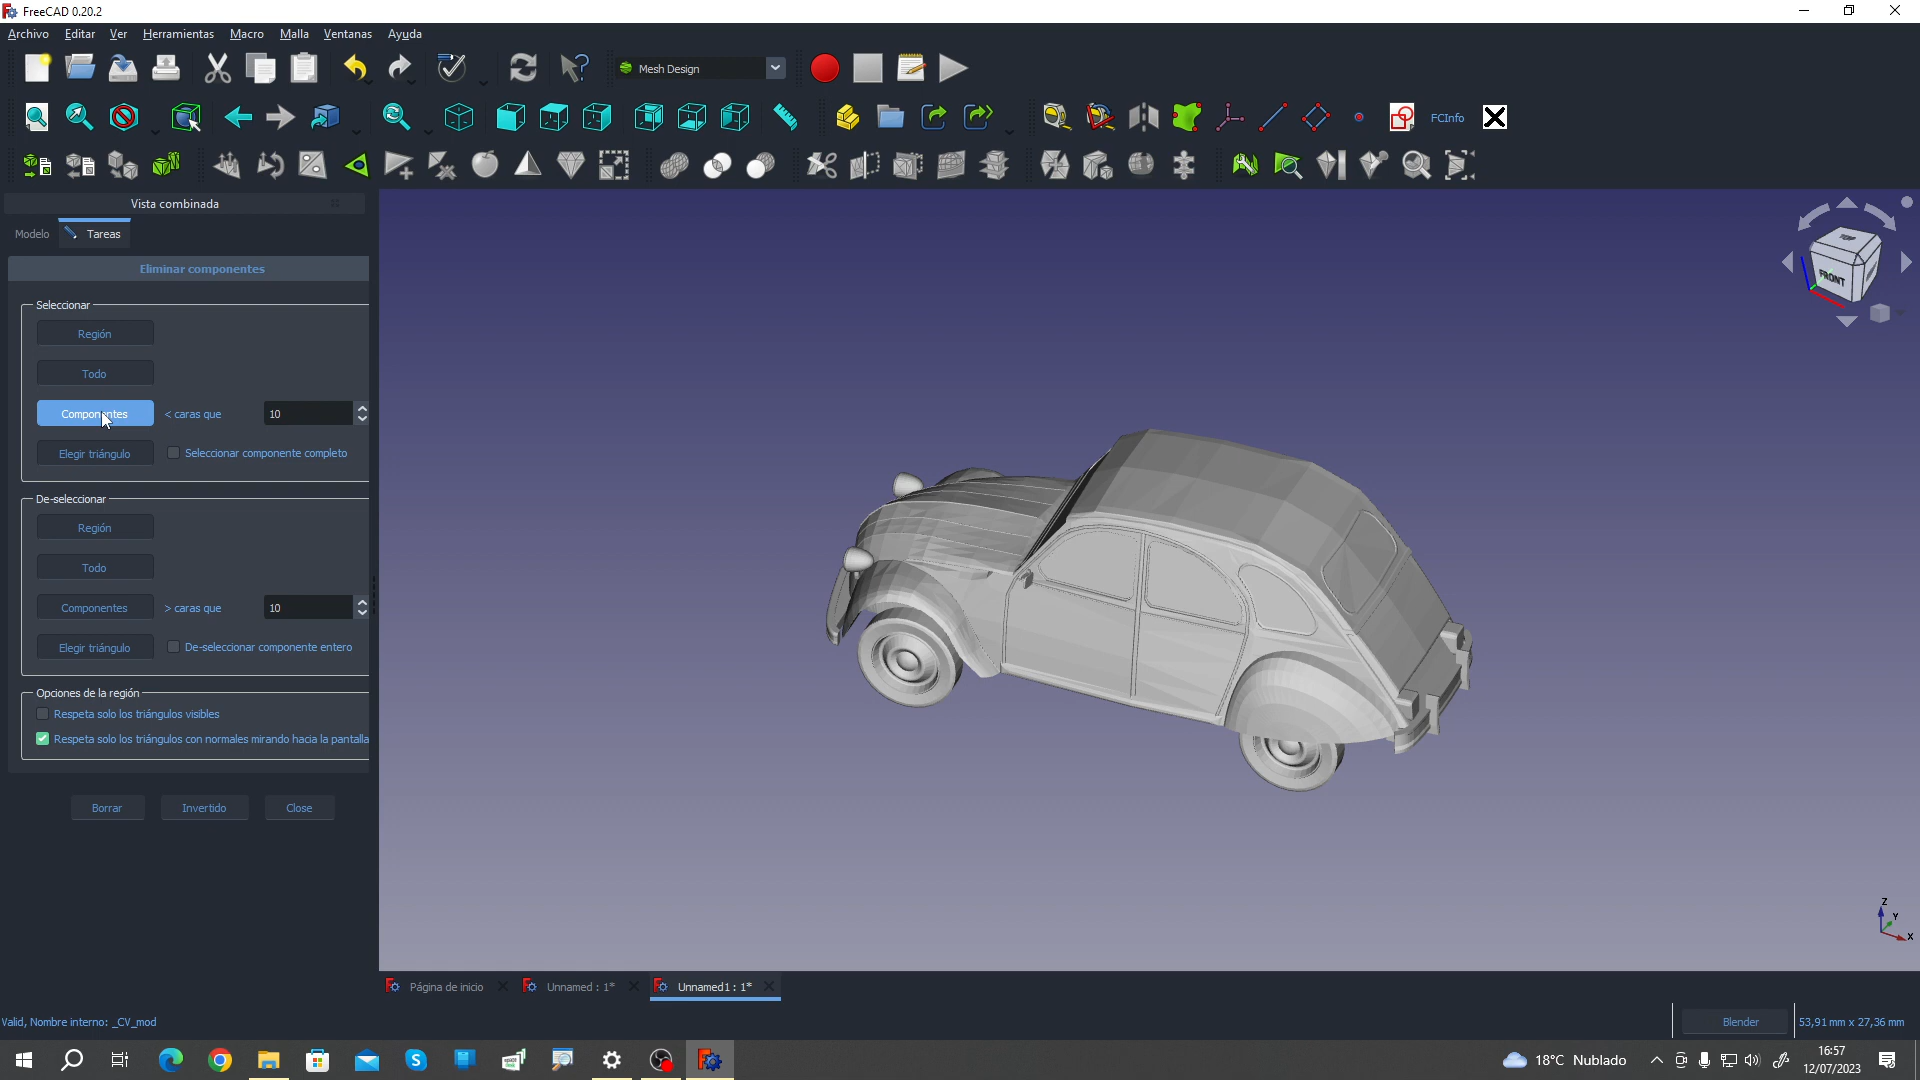 FreeCAD 0.20.2
Archivo Editar Ver Herramientas Macro Malla Ventanas Ayuda
Mesh Design
FCInfo
Vista combinada
Modelo Tareas
Eliminar componentes
Seleccionar
Región
Todo
Componentes < caras que 10
Elegir triángulo Seleccionar componente completo
De-seleccionar
Región
Todo
Componentes > caras que 10
Elegir triángulo De-seleccionar componente entero
Opciones de la región
Respeta solo los triángulos visibles
Respeta solo los triángulos con normales mirando hacia la pantalla
Borrar Invertido Close
TOP
FRONT
Z
Y
X
Página de inicio Unnamed : 1* Unnamed1 : 1*
Valid, Nombre interno: _CV_mod
Blender 53,91 mm x 27,36 mm
18°C Nublado
16:57
12/07/2023